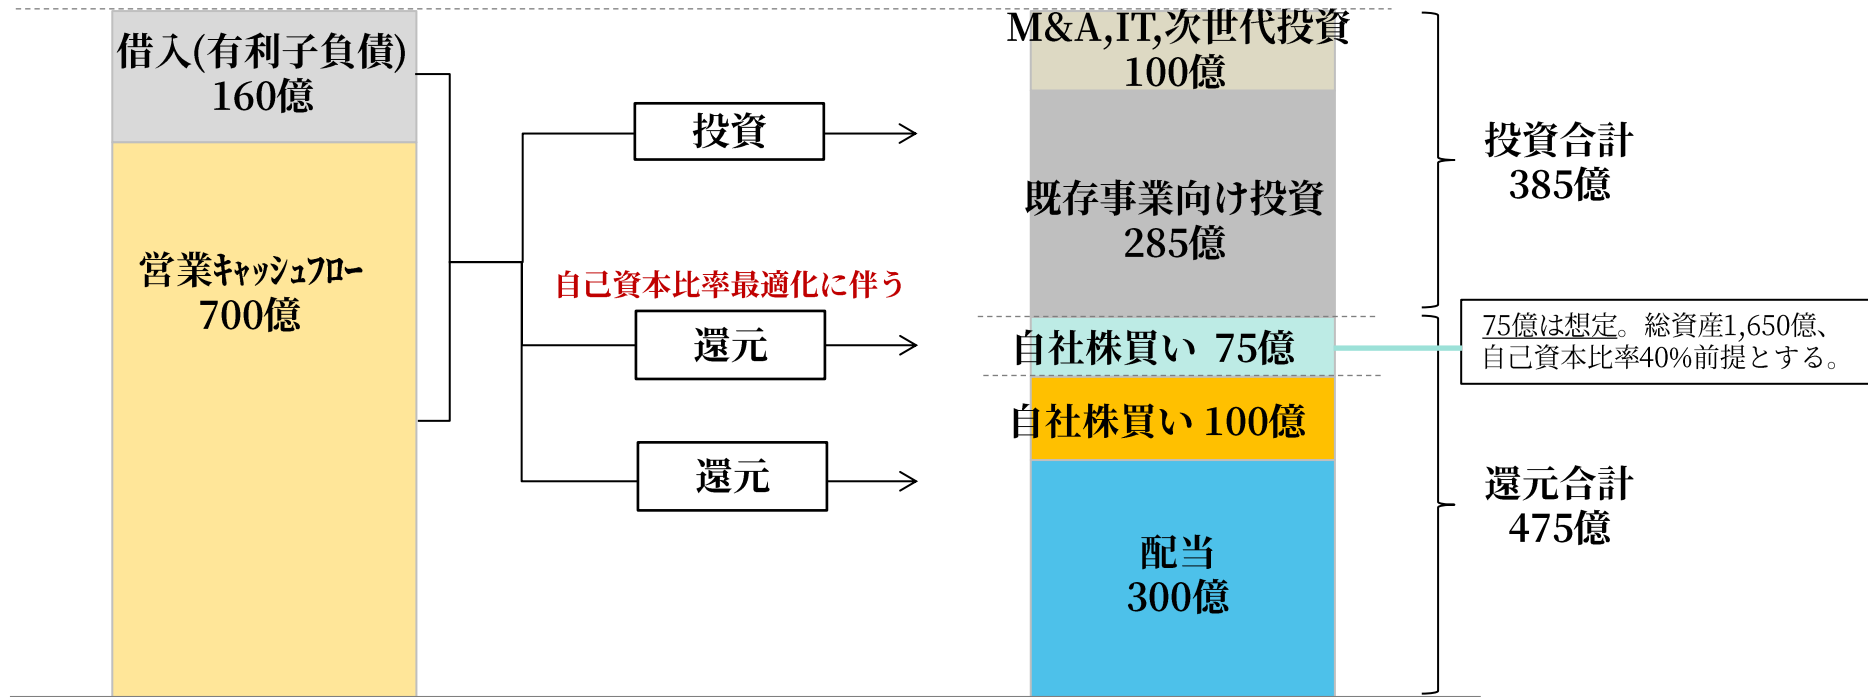 借入(有利子負債)
160億
営業ｷｬｯｼｭﾌﾛｰ
700億
投資
自己資本比率最適化に伴う
還元
還元
M&A,IT,次世代投資
100億
既存事業向け投資
285億
自社株買い 75億
自社株買い 100億
配当
300億
投資合計
385億
75億は想定。総資産1,650億、
自己資本比率40%前提とする。
還元合計
475億